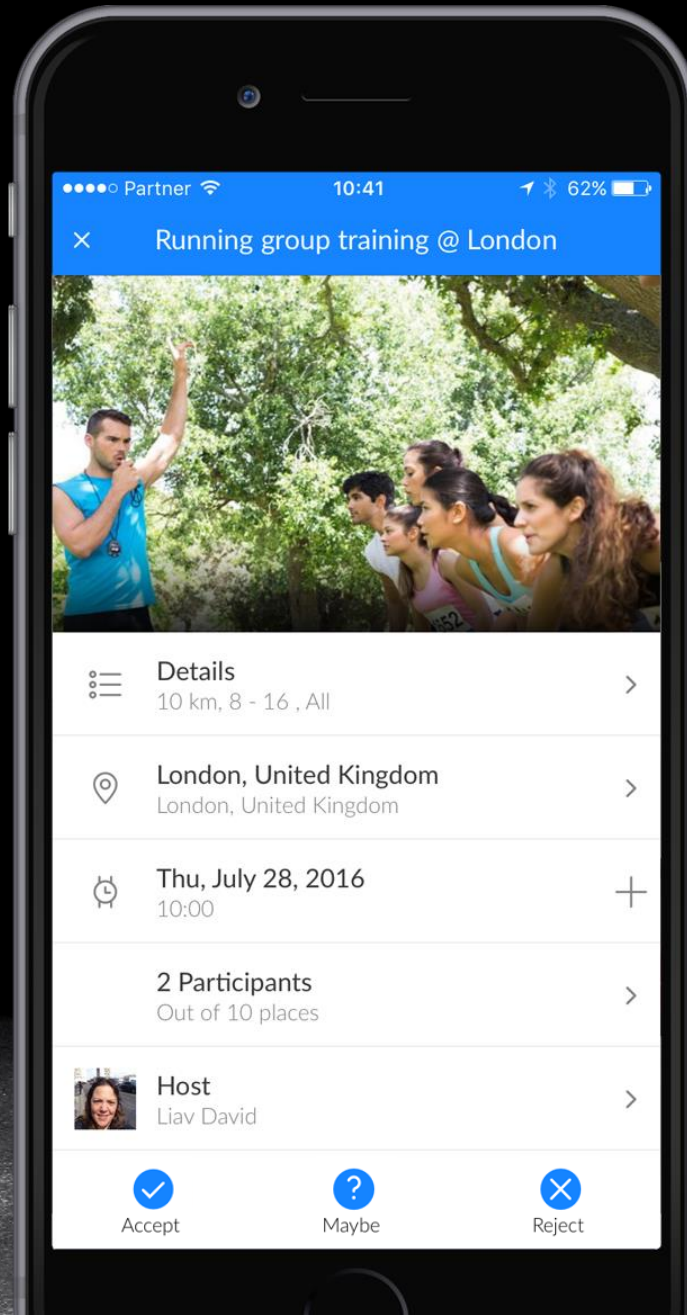 Partner
10:41
62%
Running group training @ London
652
Details
10 km, 8 - 16 , All
London, United Kingdom
London, United Kingdom
Thu, July 28, 2016
10:00
2 Participants
Out of 10 places
Host
Liav David
Accept
Maybe
Reject